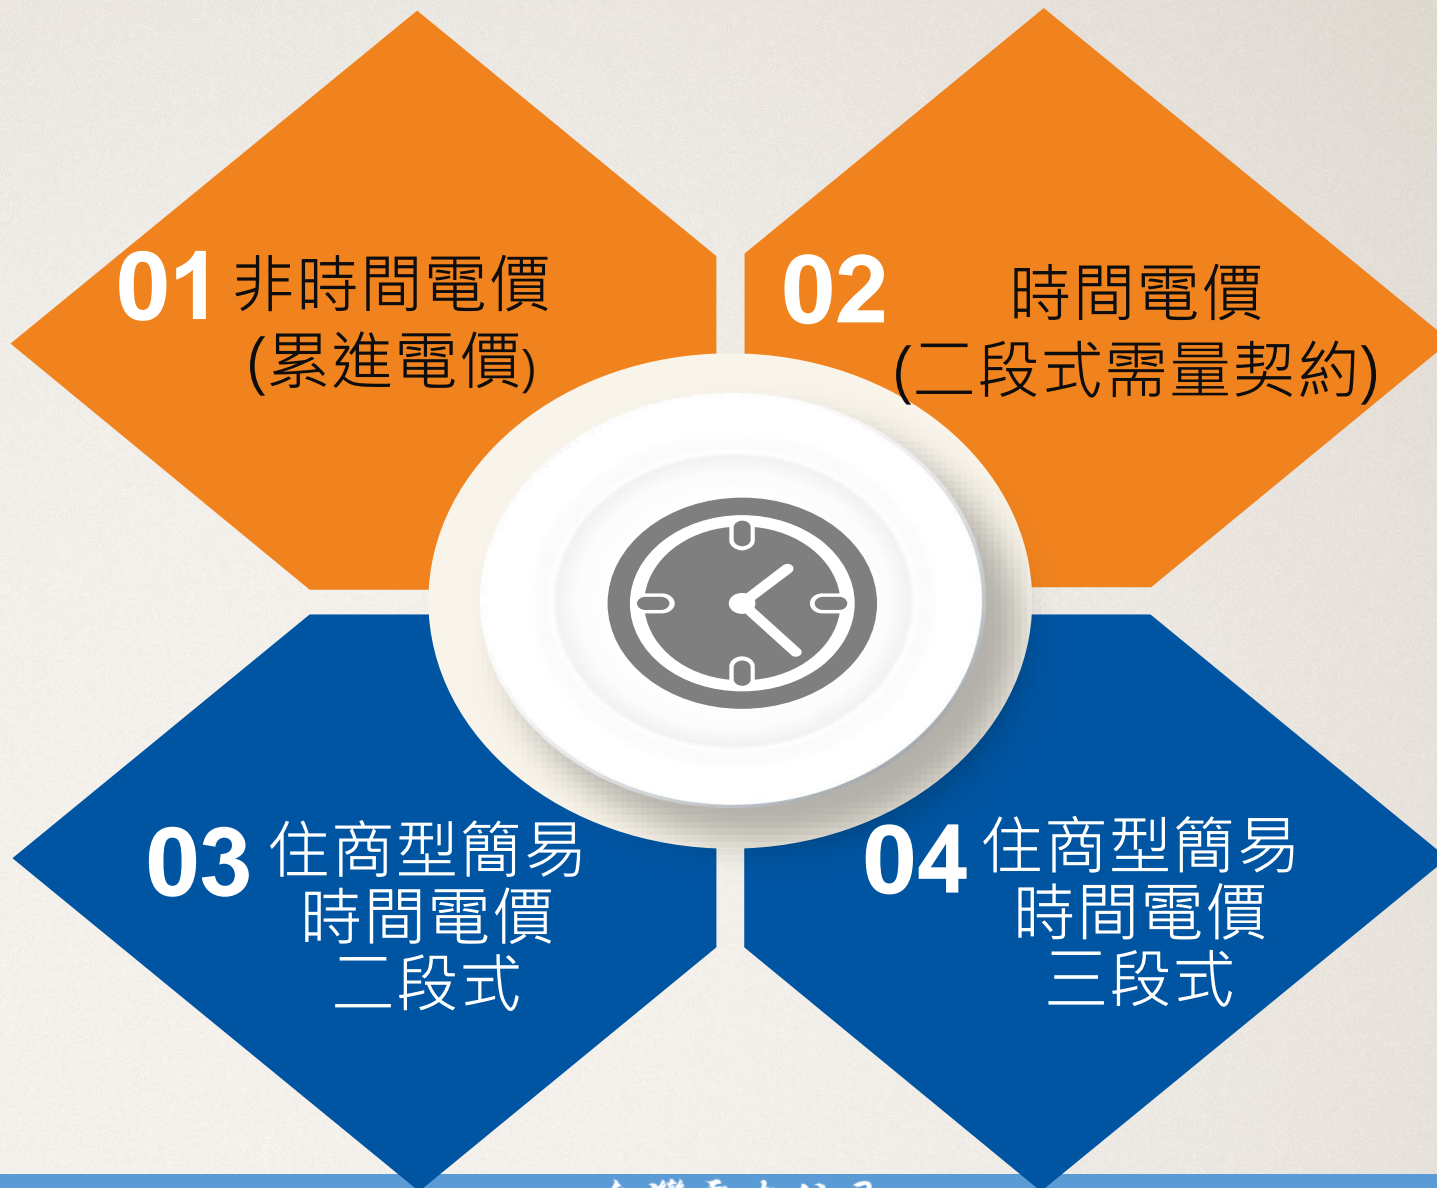 01 非時間電價
(累進電價)
02 時間電價
(二段式需量契約)
03 住商型簡易
時間電價
二段式
04 住商型簡易
時間電價
三段式